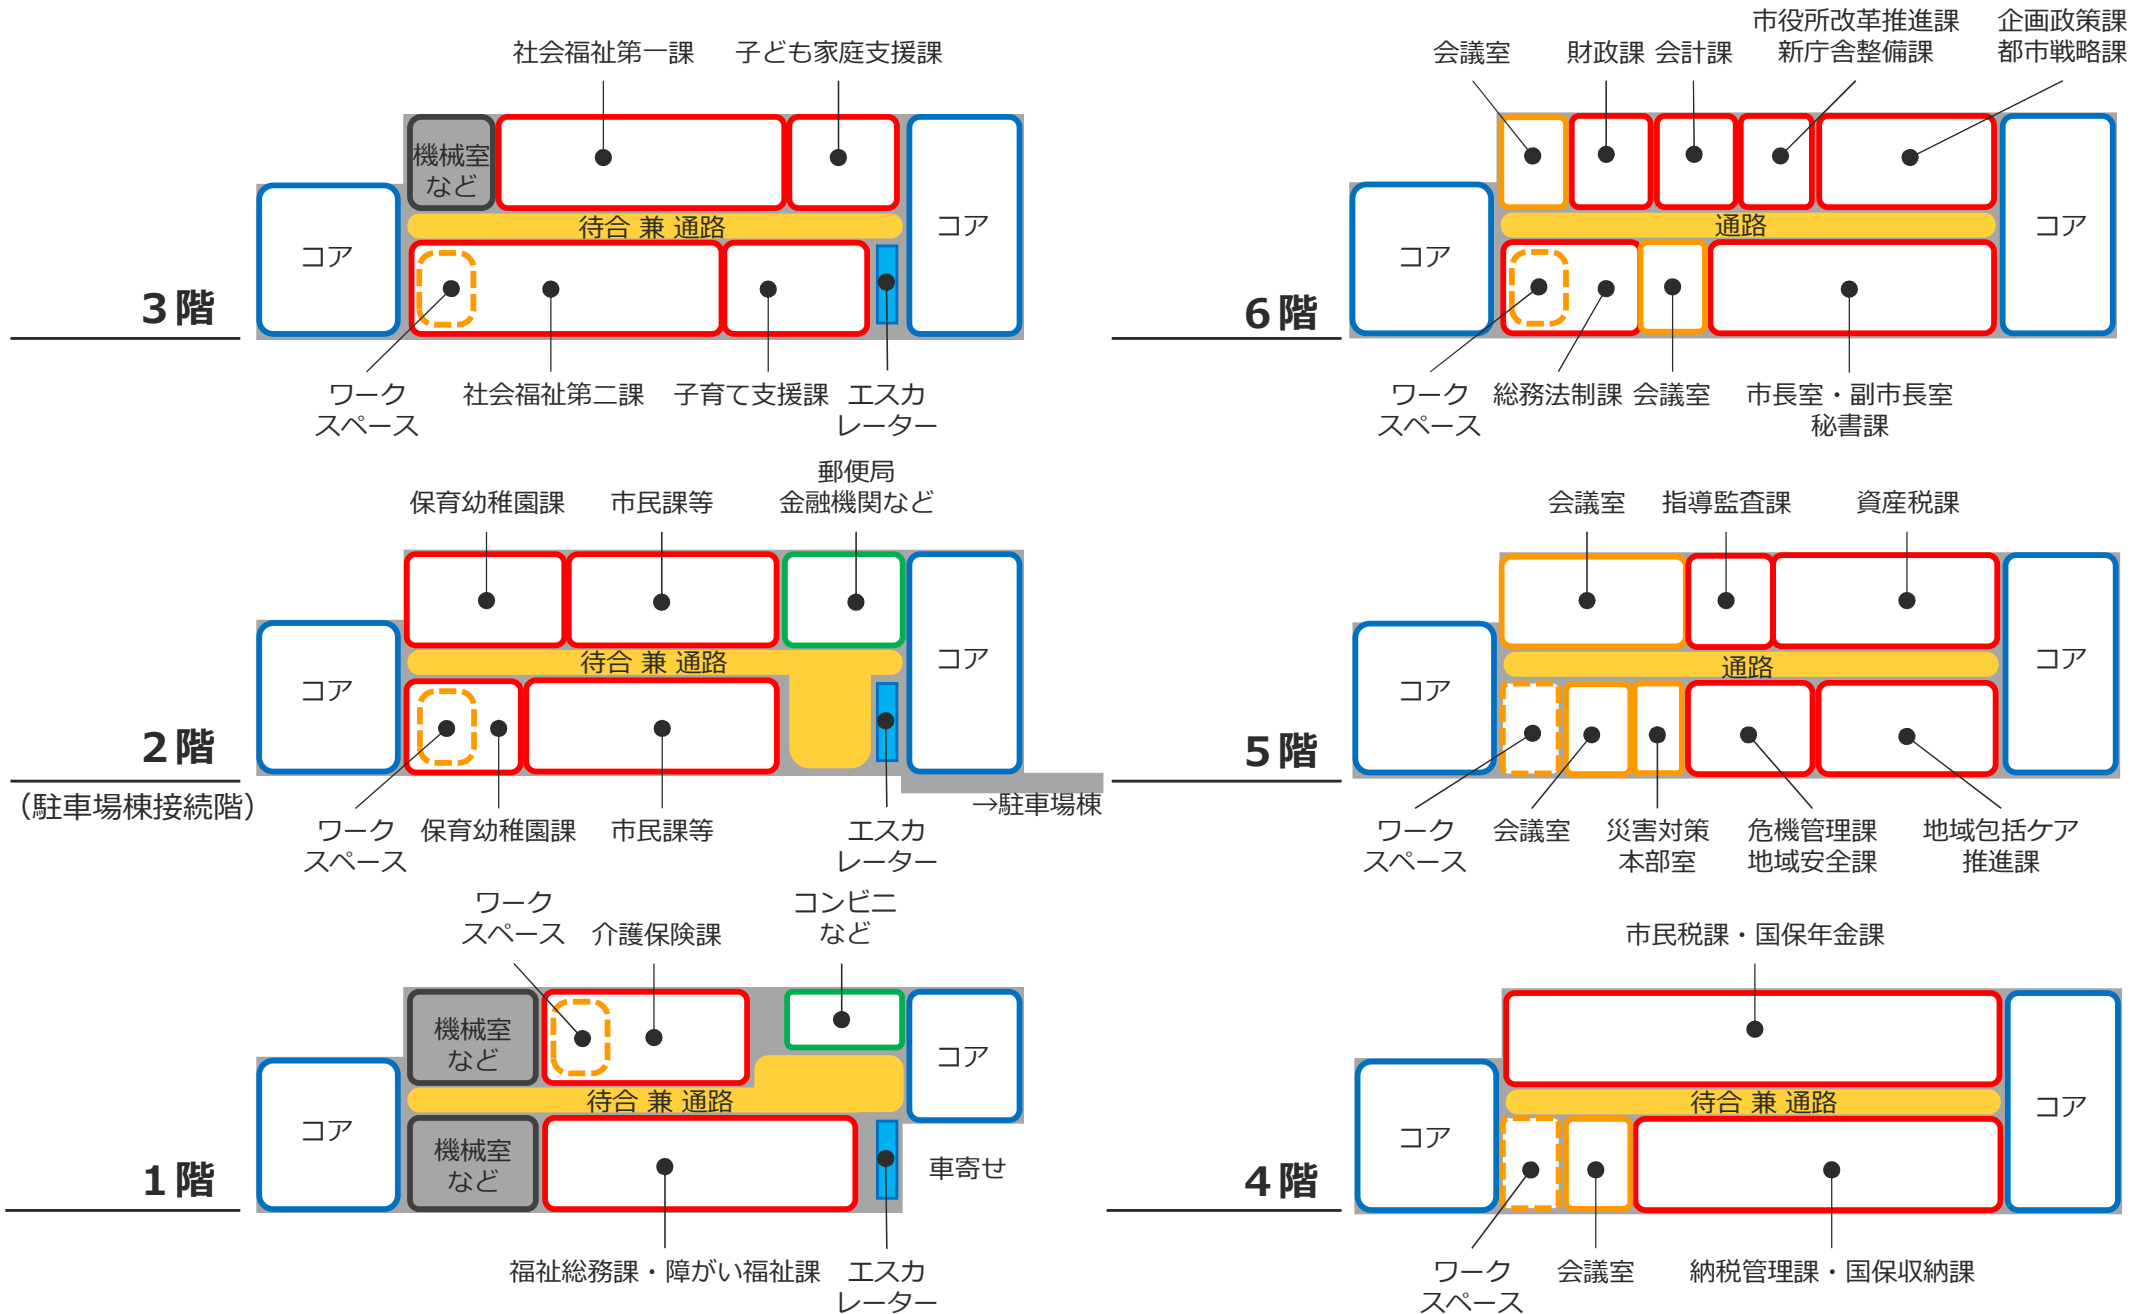 社会福祉第一課
子ども家庭支援課
機械室
など
待合 兼 通路
コア
コア
3階
ワーク
スペース
社会福祉第二課
子育て支援課
エスカ
レーター
保育幼稚園課
市民課等
郵便局
金融機関など
待合 兼 通路
コア
コア
2階
（駐車場棟接続階）
→駐車場棟
ワーク
スペース
保育幼稚園課
市民課等
エスカ
レーター
ワーク
スペース
介護保険課
コンビニ
など
機械室
など
待合 兼 通路
コア
コア
機械室
など
車寄せ
1階
福祉総務課・障がい福祉課
エスカ
レーター
会議室
財政課
会計課
市役所改革推進課
新庁舎整備課
企画政策課
都市戦略課
通路
コア
コア
6階
ワーク
スペース
総務法制課
会議室
市長室・副市長室
秘書課
会議室
指導監査課
資産税課
通路
コア
コア
5階
ワーク
スペース
会議室
災害対策
本部室
危機管理課
地域安全課
地域包括ケア
推進課
市民税課・国保年金課
待合 兼 通路
コア
コア
4階
ワーク
スペース
会議室
納税管理課・国保収納課